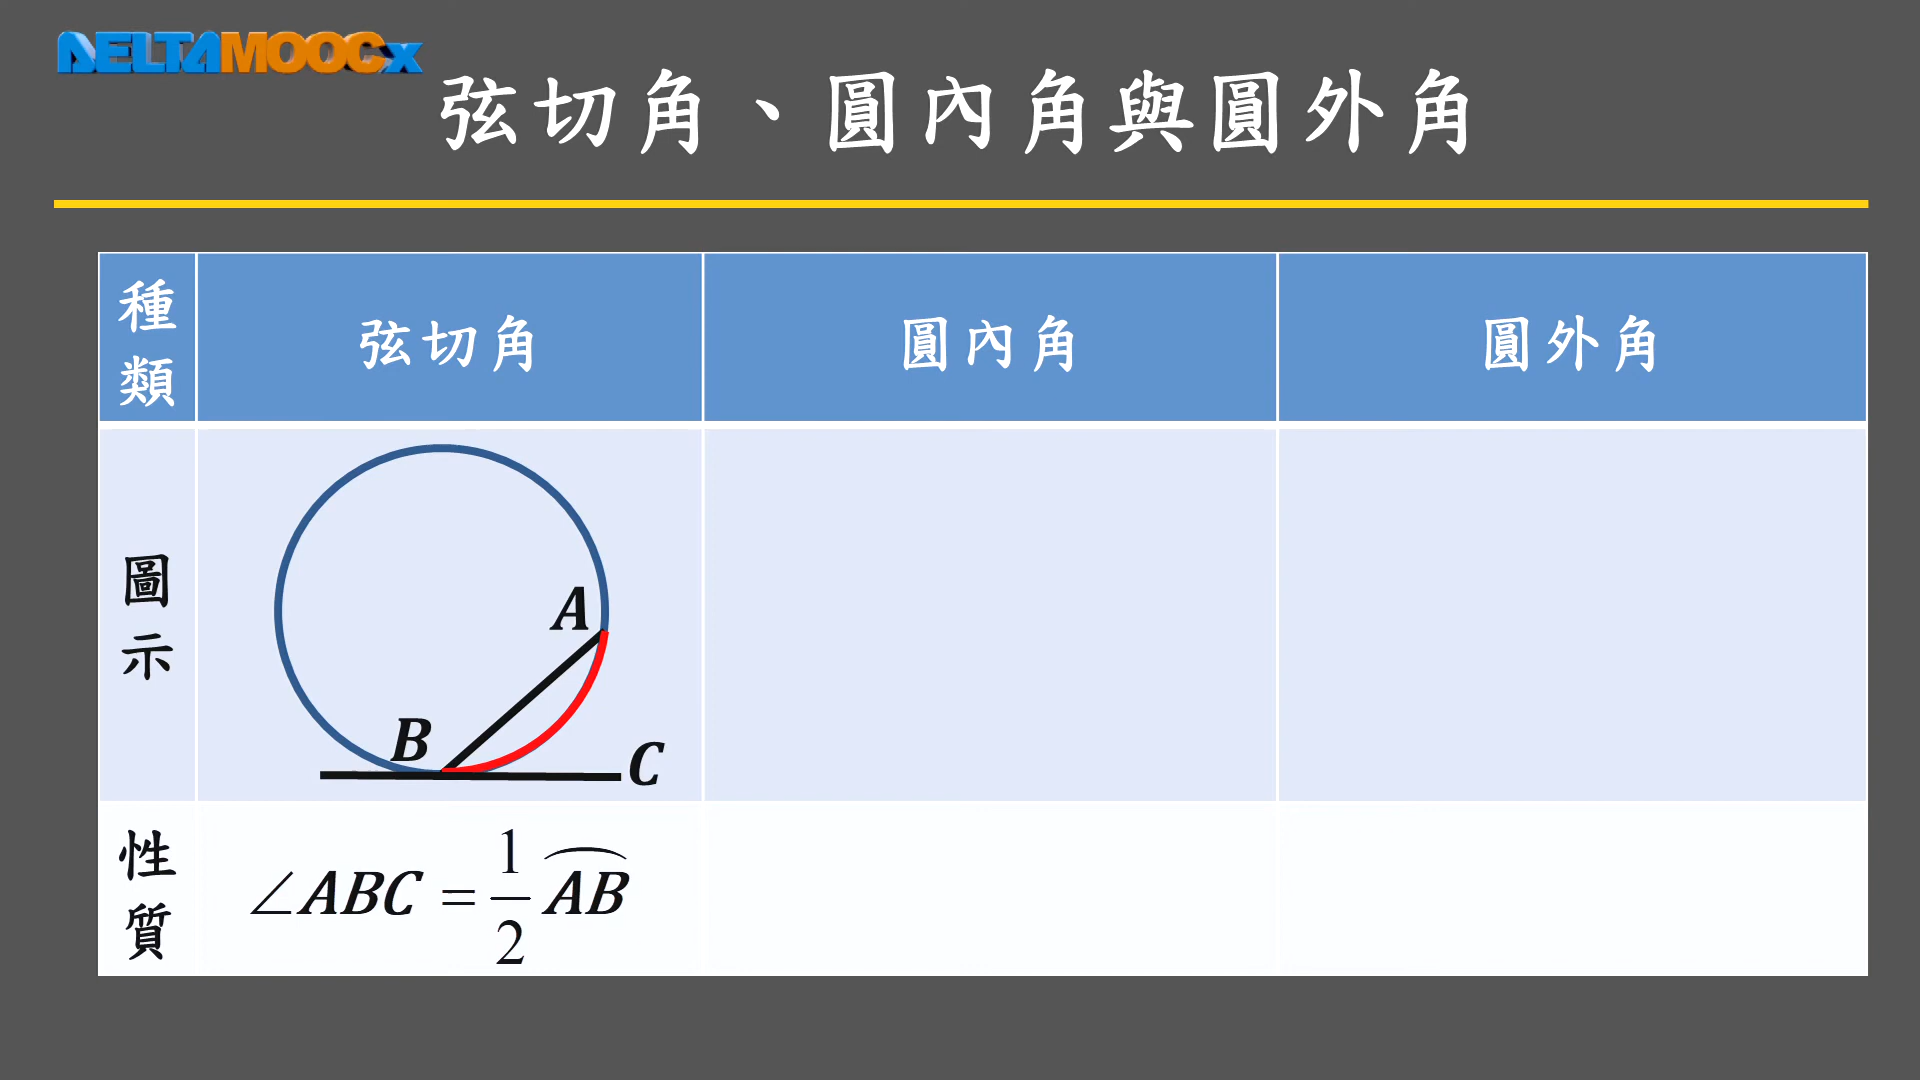 DELTAMOOCx
弦切角、圓內角與圓外角
種類
弦切角
圓內角
圓外角
圖示
A
B
C
性質
∠ABC = 1/2 ⌒AB